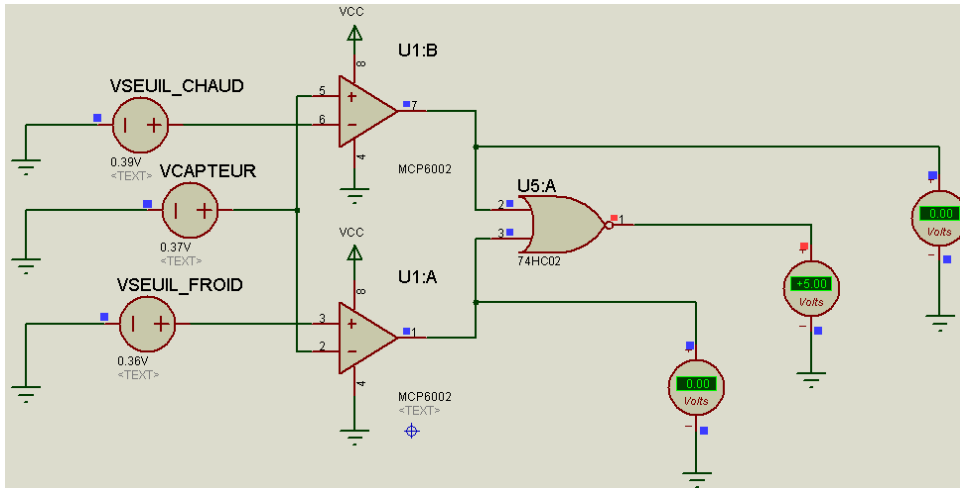 VCC
U1:B
8
VSEUIL_CHAUD
5
+
7
6
−
0.39V
<TEXT>
4
MCP6002
VCAPTEUR
U5:A
2
1
3
0.00
Volts
0.37V
74HC02
VCC
VSEUIL_FROID
8
U1:A
+5.00
Volts
3
+
1
2
−
0.36V
<TEXT>
4
MCP6002
<TEXT>
0.00
Volts